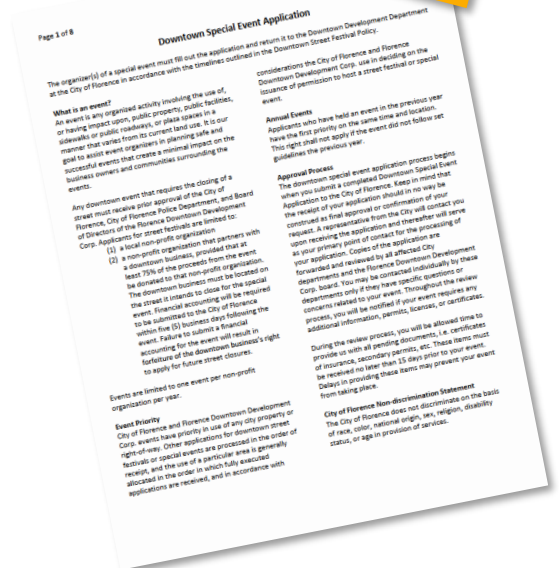 Page 1 of 8
Downtown Special Event Application
The organizer(s) of a special event must fill out the application and return it to the Downtown Development Department
at the City of Florence in accordance with the timelines outlined in the Downtown Street Festival Policy.
What is an event?
An event is any organized activity involving the use of,
or having impact upon, public property, public facilities,
sidewalks or public roadways, or plaza spaces in a
manner that varies from its current land use. It is our
goal to assist event organizers in planning safe and
successful events that create a minimal impact on the
business owners and communities surrounding the
events.
Any downtown event that requires the closing of a
street must receive prior approval of the City of
Florence, City of Florence Police Department, and Board
of Directors of the Florence Downtown Development
Corp. Applicants for street festivals are limited to:
(1) a local non-profit organization
(2) a non-profit organization that partners with
a downtown business, provided that at
least 75% of the proceeds from the event
be donated to that non-profit organization.
The downtown business must be located on
the street it intends to close for the special
event. Financial accounting will be required
to be submitted to the City of Florence
within five (5) business days following the
event. Failure to submit a financial
accounting for the event will result in
forfeiture of the downtown business's right
to apply for future street closures.
Events are limited to one event per non-profit
organization per year.
Event Priority
City of Florence and Florence Downtown Development
Corp. events have priority in use of any city property or
right-of-way. Other applications for downtown street
festivals or special events are processed in the order of
receipt, and the use of a particular area is generally
allocated in the order in which fully executed
applications are received, and in accordance with
considerations the City of Florence and Florence
Downtown Development Corp. use in deciding on the
issuance of permission to host a street festival or special
event.
Annual Events
Applicants who have held an event in the previous year
have the first priority on the same time and location.
This right shall not apply if the event did not follow set
guidelines the previous year.
Approval Process
The downtown special event application process begins
when you submit a completed Downtown Special Event
Application to the City of Florence. Keep in mind that
the receipt of your application should in no way be
construed as final approval or confirmation of your
request. A representative from the City will contact you
upon receiving the application and thereafter will serve
as your primary point of contact for the processing of
your application. Copies of the application are
forwarded and reviewed by all affected City
departments and the Florence Downtown Development
Corp. board. You may be contacted individually by these
departments only if they have specific questions or
concerns related to your event. Throughout the review
process, you will be notified if your event requires any
additional information, permits, licenses, or certificates.
During the review process, you will be allowed time to
provide us with all pending documents, i.e. certificates
of insurance, secondary permits, etc. These items must
be received no later than 15 days prior to your event.
Delays in providing these items may prevent your event
from taking place.
City of Florence Non-discrimination Statement
The City of Florence does not discriminate on the basis
of race, color, national origin, sex, religion, disability
status, or age in provision of services.